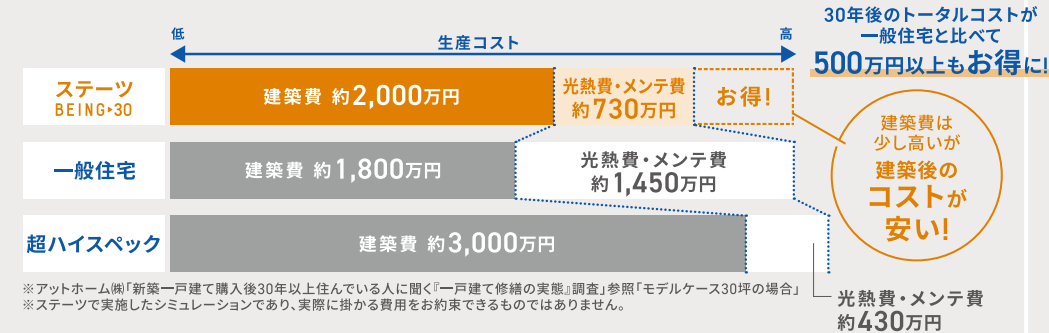 30年後のトータルコストが
一般住宅と比べて
500万円以上もお得に!
低
生産コスト
高
ステーツ
BEING▸30
建築費 約2,000万円
光熱費・メンテ費
約730万円
お得!
一般住宅
建築費 約1,800万円
光熱費・メンテ費
約1,450万円
超ハイスペック
建築費 約3,000万円
光熱費・メンテ費
約430万円
建築費は
少し高いが
建築後の
コストが
安い!
※アットホーム㈱「新築一戸建て購入後30年以上住んでいる人に聞く『一戸建て修繕の実態』調査」参照「モデルケース30坪の場合」
※ステーツで実施したシミュレーションであり、実際に掛かる費用をお約束できるものではありません。